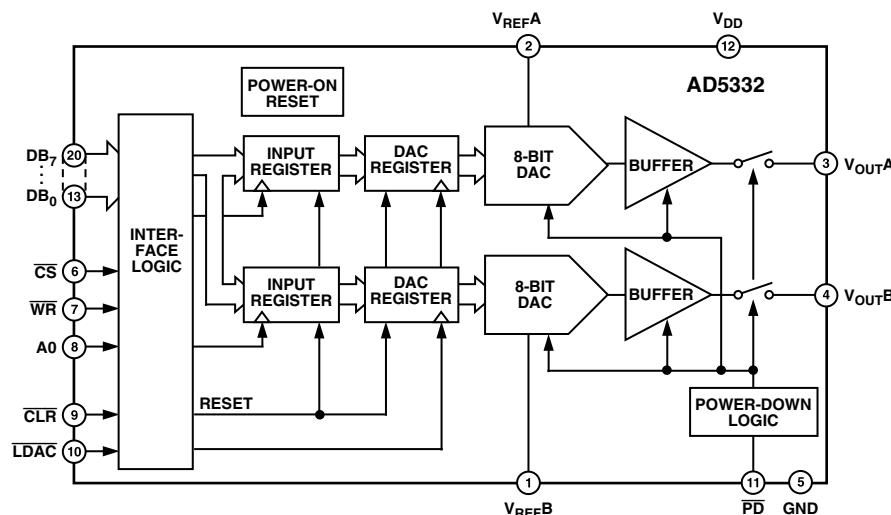 VREFA
VDD
2
12
POWER-ON
RESET
AD5332
DB7
20
DB0
13
INTER-
FACE
LOGIC
INPUT
REGISTER
DAC
REGISTER
8-BIT
DAC
BUFFER
3
VOUTA
CS
6
WR
7
A0
8
INPUT
REGISTER
DAC
REGISTER
8-BIT
DAC
BUFFER
4
VOUTB
CLR
9
RESET
LDAC
10
POWER-DOWN
LOGIC
1
11
5
VREFB
PD
GND